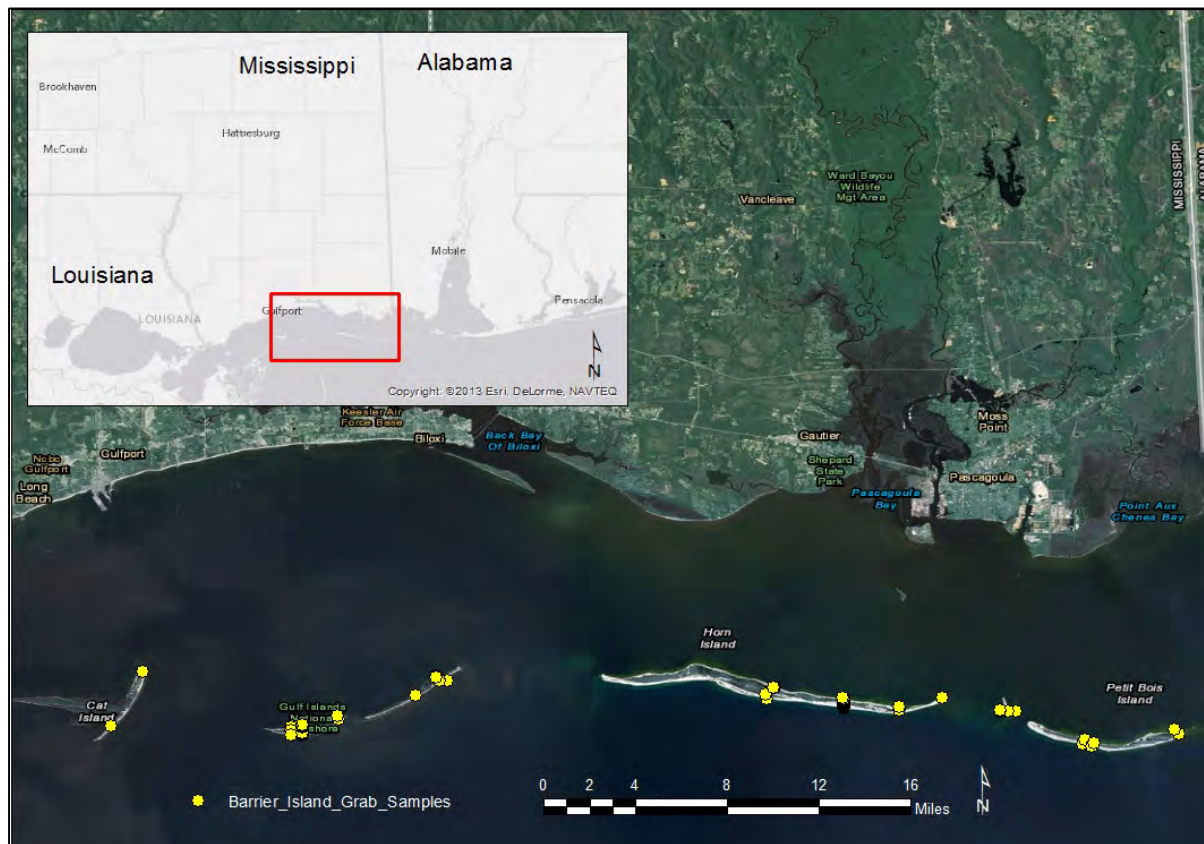 Mississippi
Alabama
Brookhaven
Hattiesburg
McComb
Mobile
Louisiana
LOUISIANA
Gulfport
Pensacola
N
Copyright: ©2013 Esri, DeLorme, NAVTEQ
MISSISSIPPI
ALABAMA
Ward Bayou
Wildlife
Mgt Area
Vancleave
Keesler Air
Force Base
Biloxi
Back Bay
Of Biloxi
Gulfport
Gulfport
Long
Beach
Gautier
Shepard
State
Park
Moss
Point
Pascagoula
Pascagoula
Bay
Point Aux
Chenes Bay
Horn
Island
Petit Bois
Island
Cat
Island
Gulf Islands
Barrier_Island_Grab_Samples
0 2 4 8 12 16
Miles
N